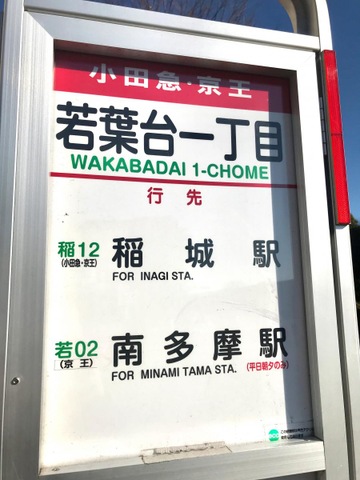 小田急・京王
若葉台一丁目
WAKABADAI 1-CHOME
行先
稲12 稲城駅
(小田急・京王) FOR INAGI STA.
若02 南多摩駅
(京王) FOR MINAMI TAMA STA. (平日朝夕のみ)